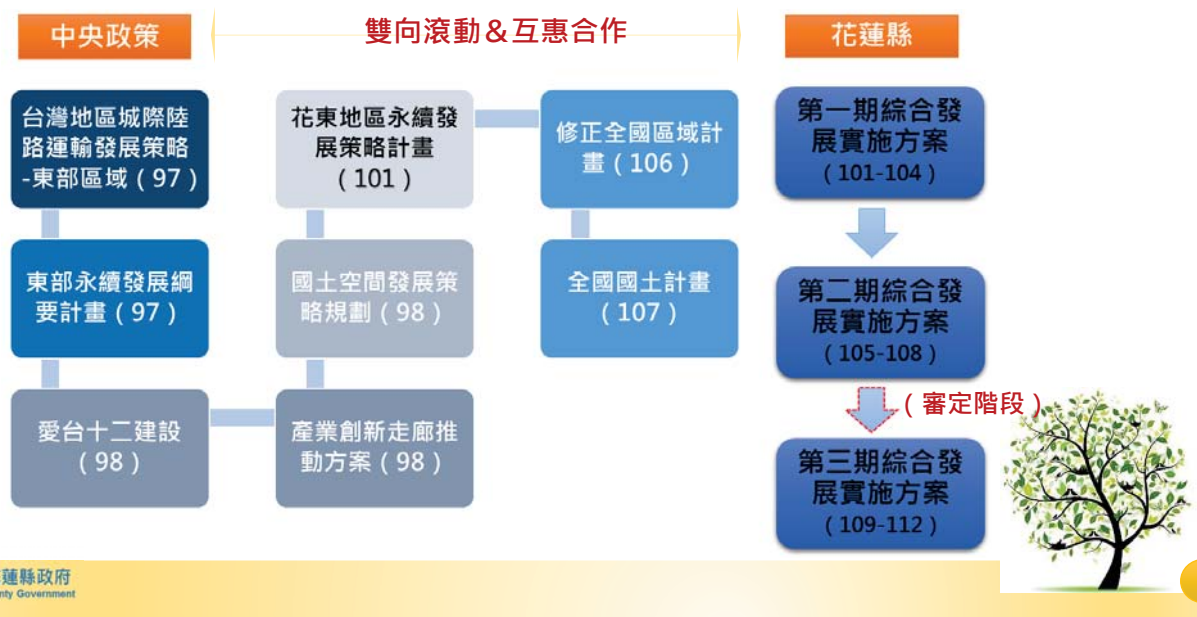 中央政策
雙向滾動&互惠合作
花蓮縣
台灣地區城際陸
路運輸發展策略
-東部區域(97)
東部永續發展綱
要計畫(97)
愛台十二建設
(98)
產業創新走廊推
動方案(98)
國土空間發展策
略規劃(98)
花東地區永續發
展策略計畫
(101)
修正全國區域計
畫(106)
全國國土計畫
(107)
第一期綜合發
展實施方案
(101-104)
第二期綜合發
展實施方案
(105-108)
(審定階段)
第三期綜合發
展實施方案
(109-112)
蓮縣政府
Government